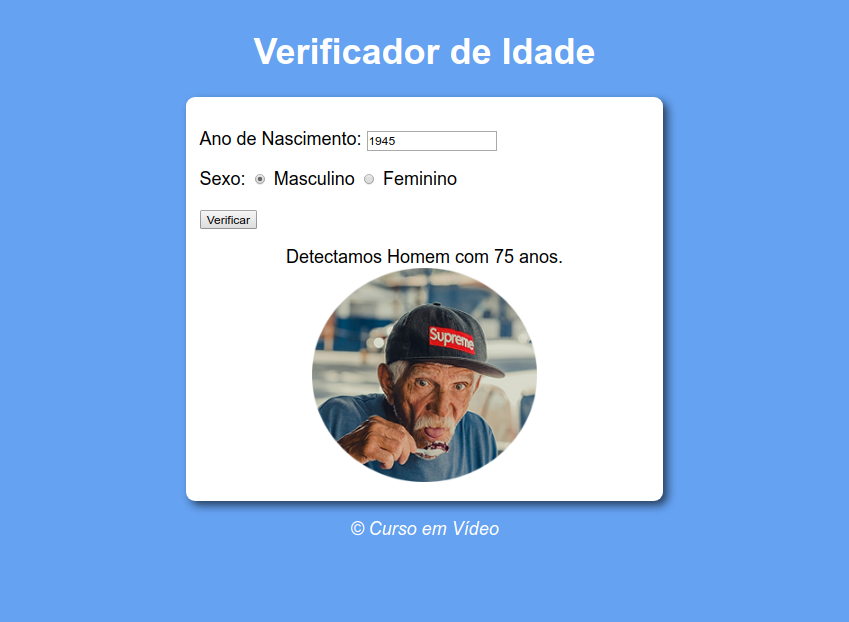 Verificador de Idade
Ano de Nascimento: 1945
Sexo: Masculino Feminino
Verificar
Detectamos Homem com 75 anos.
Supreme
© Curso em Vídeo